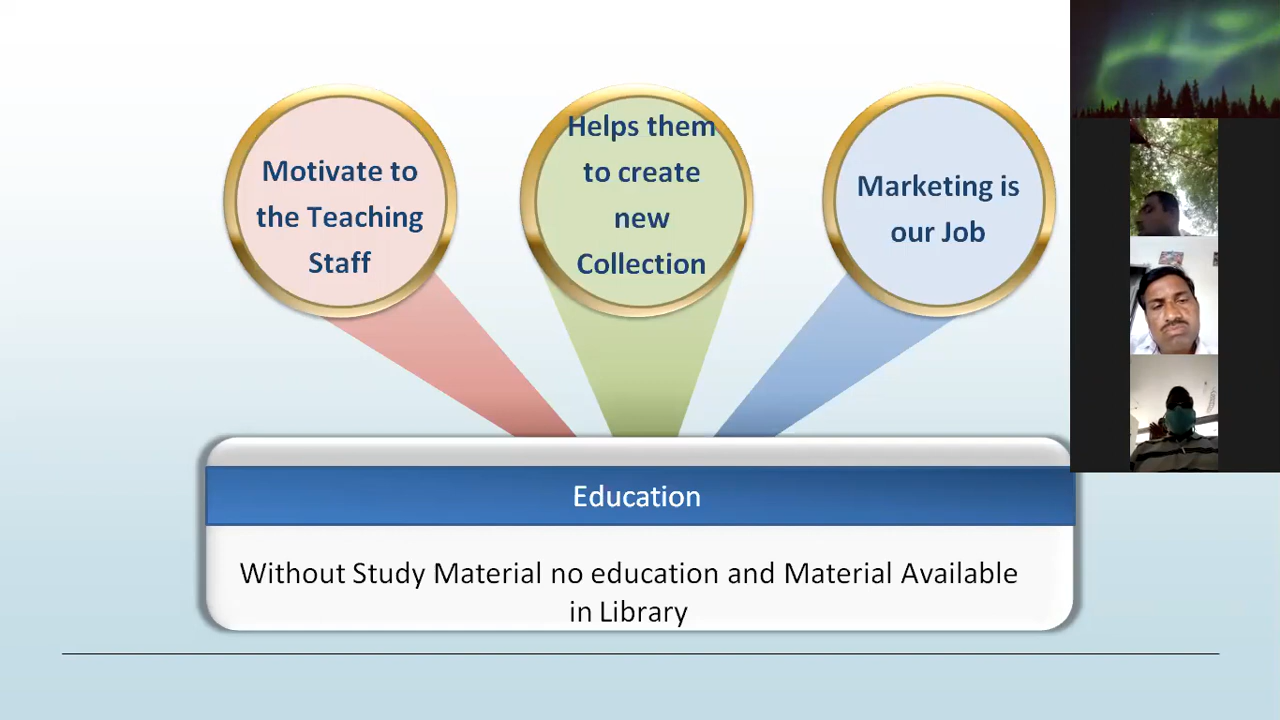 Motivate to
the Teaching
Staff
Helps them
to create
new
Collection
Marketing is
our Job
Education
Without Study Material no education and Material Available
in Library